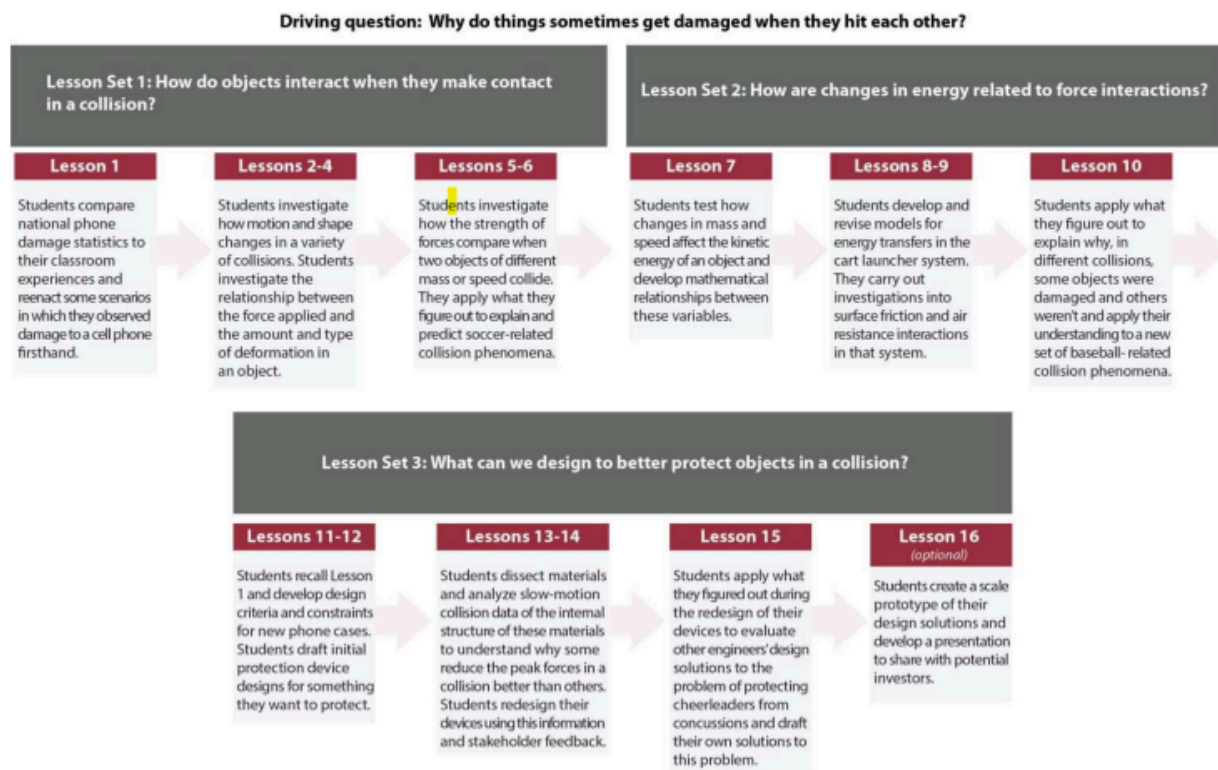 Driving question: Why do things sometimes get damaged when they hit each other?
Lesson Set 1: How do objects interact when they make contact
in a collision?
Lesson Set 2: How are changes in energy related to force interactions?
Lesson 1
Students compare
national phone
damage statistics to
their classroom
experiences and
reenact some scenarios
in which they observed
damage to a cell phone
firsthand.
Lessons 2-4
Students investigate
how motion and shape
changes in a variety
of collisions. Students
investigate the
relationship between
the force applied and
the amount and type
of deformation in
an object.
Lessons 5-6
Students investigate
how the strength of
forces compare when
two objects of different
mass or speed collide.
They apply what they
figure out to explain and
predict soccer-related
collision phenomena.
Lesson 7
Students test how
changes in mass and
speed affect the kinetic
energy of an object and
develop mathematical
relationships between
these variables.
Lessons 8-9
Students develop and
revise models for
energy transfers in the
cart launcher system.
They carry out
investigations into
surface friction and air
resistance interactions
in that system.
Lesson 10
Students apply what
they figure out to
explain why, in
different collisions,
some objects were
damaged and others
weren't and apply their
understanding to a new
set of baseball- related
collision phenomena.
Lesson Set 3: What can we design to better protect objects in a collision?
Lessons 11-12
Students recall Lesson
1 and develop design
criteria and constraints
for new phone cases.
Students draft initial
protection device
designs for something
they want to protect.
Lessons 13-14
Students dissect materials
and analyze slow-motion
collision data of the internal
structure of these materials
to understand why some
reduce the peak forces in a
collision better than others.
Students redesign their
devices using this information
and stakeholder feedback.
Lesson 15
Students apply what
they figured out during
the redesign of their
devices to evaluate
other engineers' design
solutions to the
problem of protecting
cheerleaders from
concussions and draft
their own solutions to
this problem.
Lesson 16
(optional)
Students create a scale
prototype of their
design solutions and
develop a presentation
to share with potential
investors.